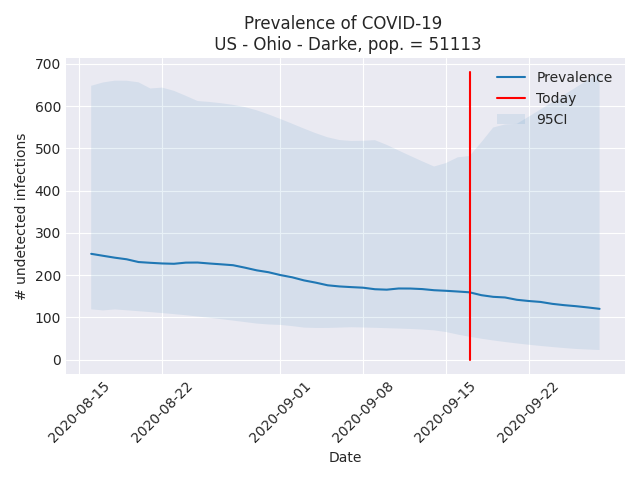 Prevalence of COVID-19
US - Ohio - Darke, pop. = 51113
700
600
500
400
300
200
100
0
# undetected infections
Prevalence
Today
95CI
2020-08-15
2020-08-22
2020-09-01
2020-09-08
2020-09-15
2020-09-22
Date